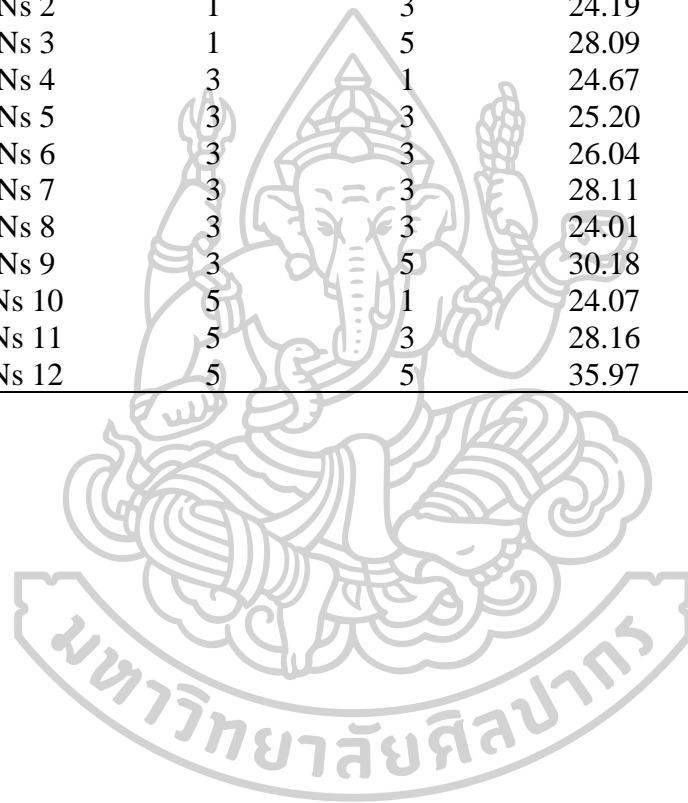 Ns 2 1 3 24.19
Ns 3 1 5 28.09
Ns 4 3 1 24.67
Ns 5 3 3 25.20
Ns 6 3 3 26.04
Ns 7 3 3 28.11
Ns 8 3 3 24.01
Ns 9 3 5 30.18
Ns 10 5 1 24.07
Ns 11 5 3 28.16
Ns 12 5 5 35.97
มหาวิทยาลัยศิลปากร